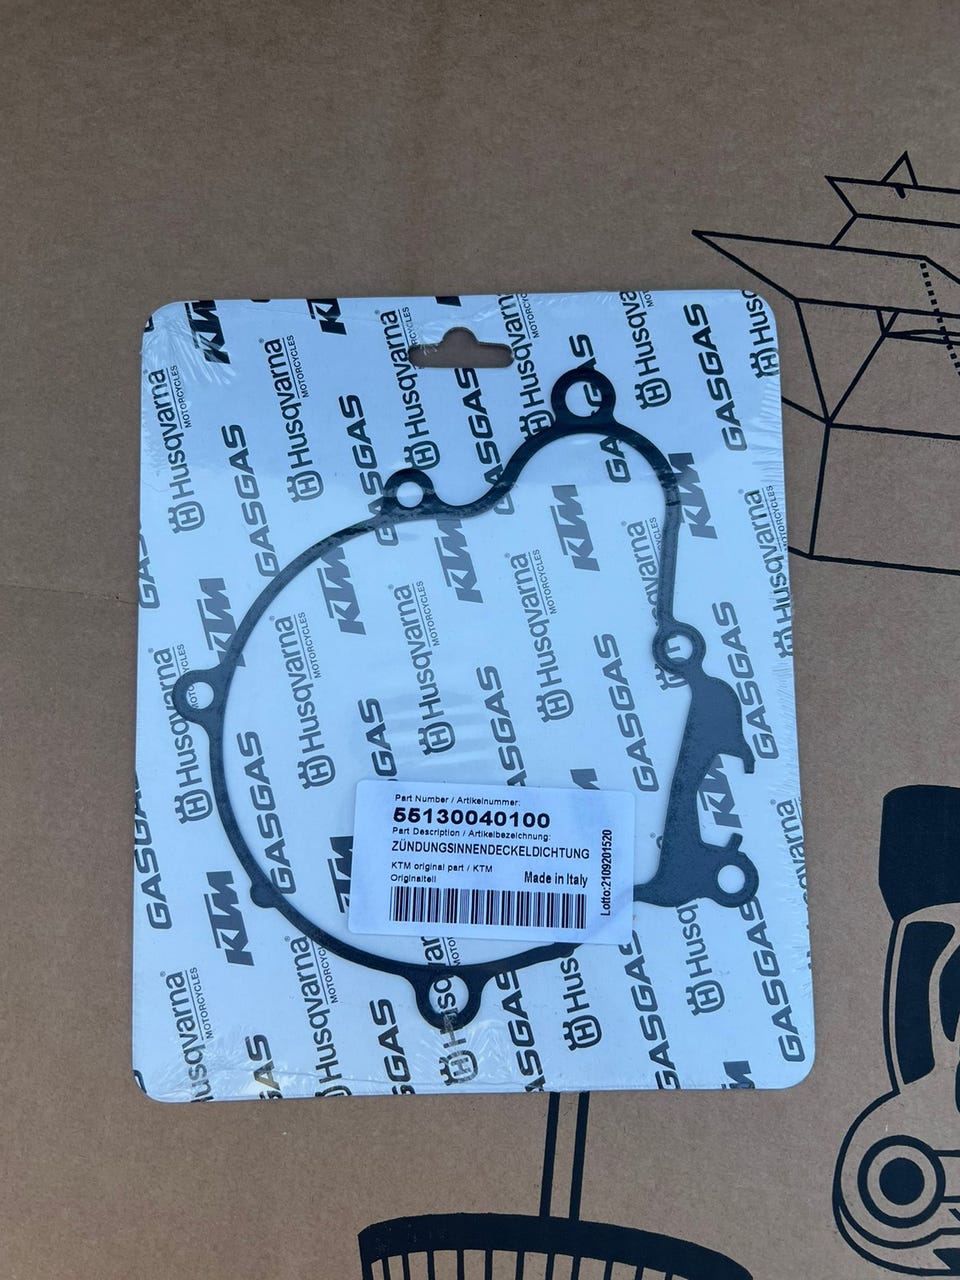 KTM
Husqvarna
MOTORCYCLES
GASGAS
Part Number / Artikelnummer:
55130040100
Part Description / Artikelbezeichnung:
ZÜNDUNGSINNENDECKELDICHTUNG
KTM original part / KTM
Originalteil
Made in Italy
Lotto:2109201520